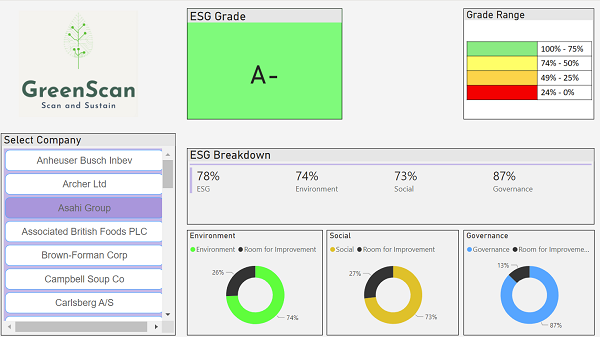 GreenScan
Scan and Sustain
ESG Grade
A-
Grade Range
100% - 75%
74% - 50%
49% - 25%
24% - 0%
Select Company
Anheuser Busch Inbev
Archer Ltd
Asahi Group
Associated British Foods PLC
Brown-Forman Corp
Campbell Soup Co
Carlsberg A/S
ESG Breakdown
78% 74% 73% 87%
ESG Environment Social Governance
Environment
Environment Room for Improvement
26%
74%
Social
Social Room for Improvement
27%
73%
Governance
Governance Room for Improveme...
13%
87%